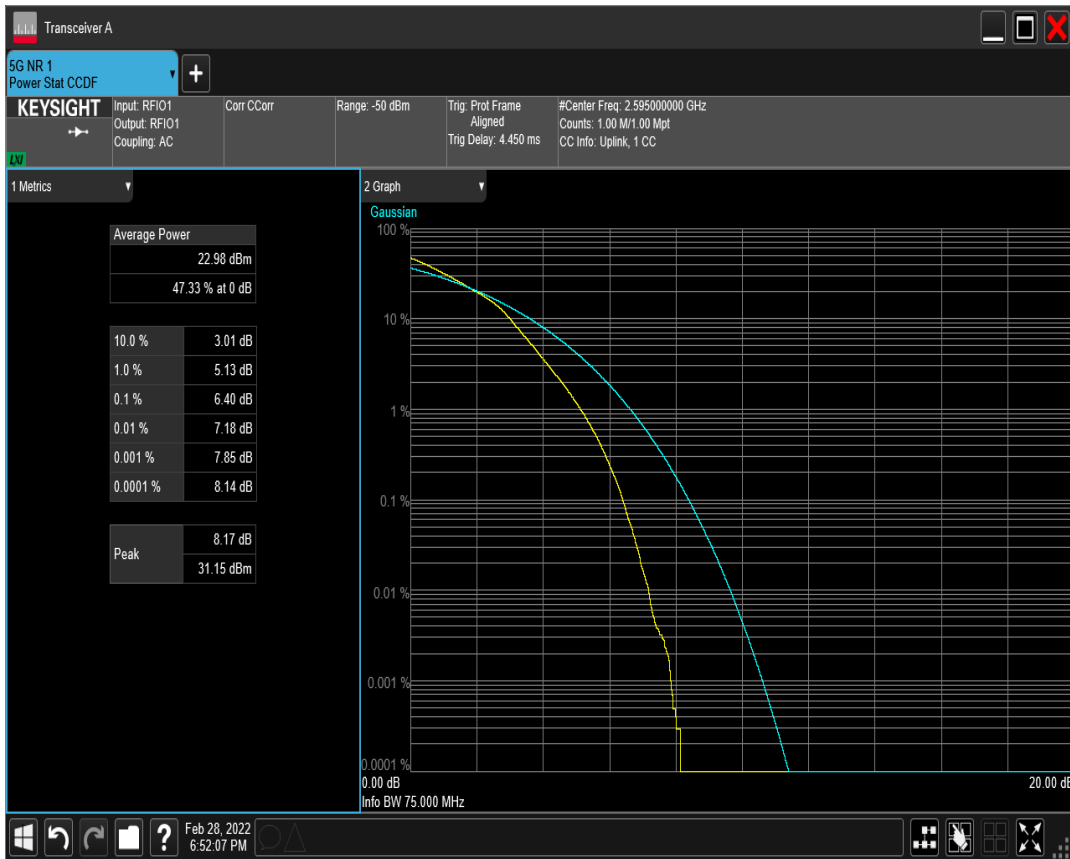 Transceiver A
5G NR 1
Power Stat CCDF
+
KEYSIGHT
LXI
Input: RFIO1
Output: RFIO1
Coupling: AC
Corr CCorr
Range: -50 dBm
Trig: Prot Frame
Aligned
Trig Delay: 4.450 ms
#Center Freq: 2.595000000 GHz
Counts: 1.00 M/1.00 Mpt
CC Info: Uplink, 1 CC
1 Metrics
Average Power
22.98 dBm
47.33 % at 0 dB
10.0 % 3.01 dB
1.0 % 5.13 dB
0.1 % 6.40 dB
0.01 % 7.18 dB
0.001 % 7.85 dB
0.0001 % 8.14 dB
Peak
8.17 dB
31.15 dBm
2 Graph
Gaussian
100 %
10 %
1 %
0.1 %
0.01 %
0.001 %
0.0001 %
0.00 dB 20.00 dB
Info BW 75.000 MHz
?
Feb 28, 2022
6:52:07 PM